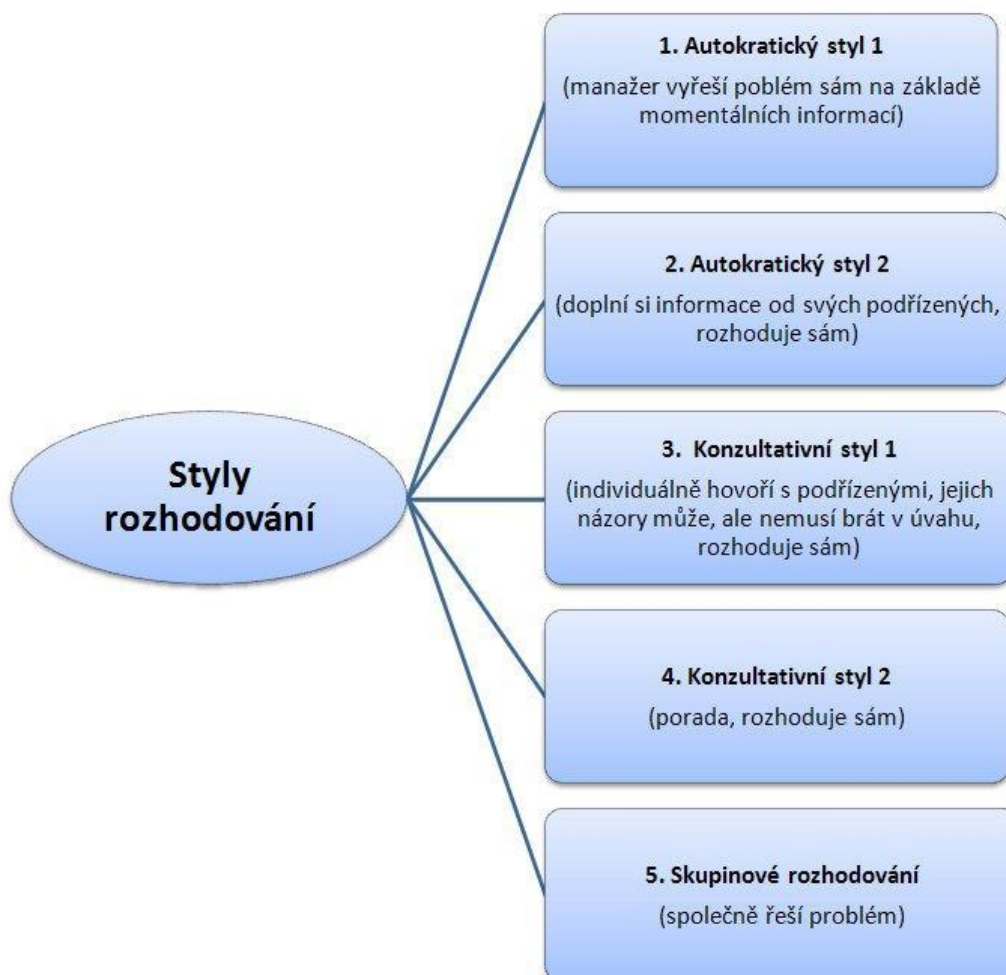 Styly
rozhodování
1. Autokratický styl 1
(manažer vyřeší poblém sám na základě
momentálních informací)
2. Autokratický styl 2
(doplní si informace od svých podřízených,
rozhoduje sám)
3. Konzultativní styl 1
(individuálně hovoří s podřízenými, jejich
názory může, ale nemusí brát v úvahu,
rozhoduje sám)
4. Konzultativní styl 2
(porada, rozhoduje sám)
5. Skupinové rozhodování
(společně řeší problém)